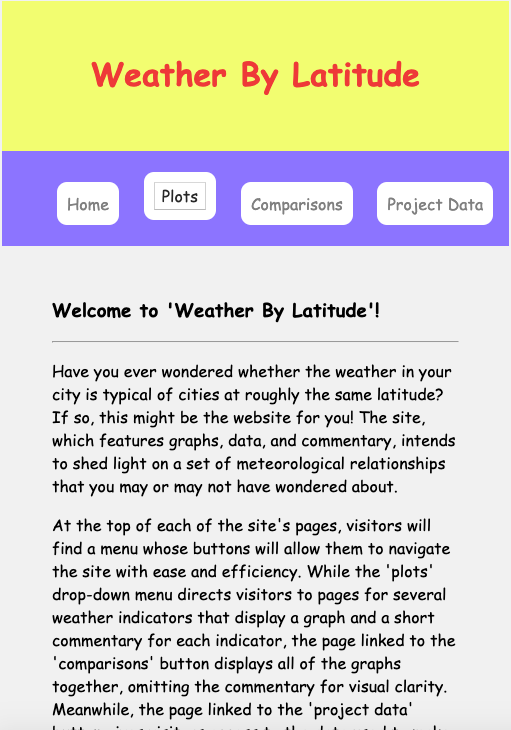 Weather By Latitude
Home Plots Comparisons Project Data
Welcome to 'Weather By Latitude'!
Have you ever wondered whether the weather in your
city is typical of cities at roughly the same latitude?
If so, this might be the website for you! The site,
which features graphs, data, and commentary, intends
to shed light on a set of meteorological relationships
that you may or may not have wondered about.
At the top of each of the site's pages, visitors will
find a menu whose buttons will allow them to navigate
the site with ease and efficiency. While the 'plots'
drop-down menu directs visitors to pages for several
weather indicators that display a graph and a short
commentary for each indicator, the page linked to the
'comparisons' button displays all of the graphs
together, omitting the commentary for visual clarity.
Meanwhile, the page linked to the 'project data'